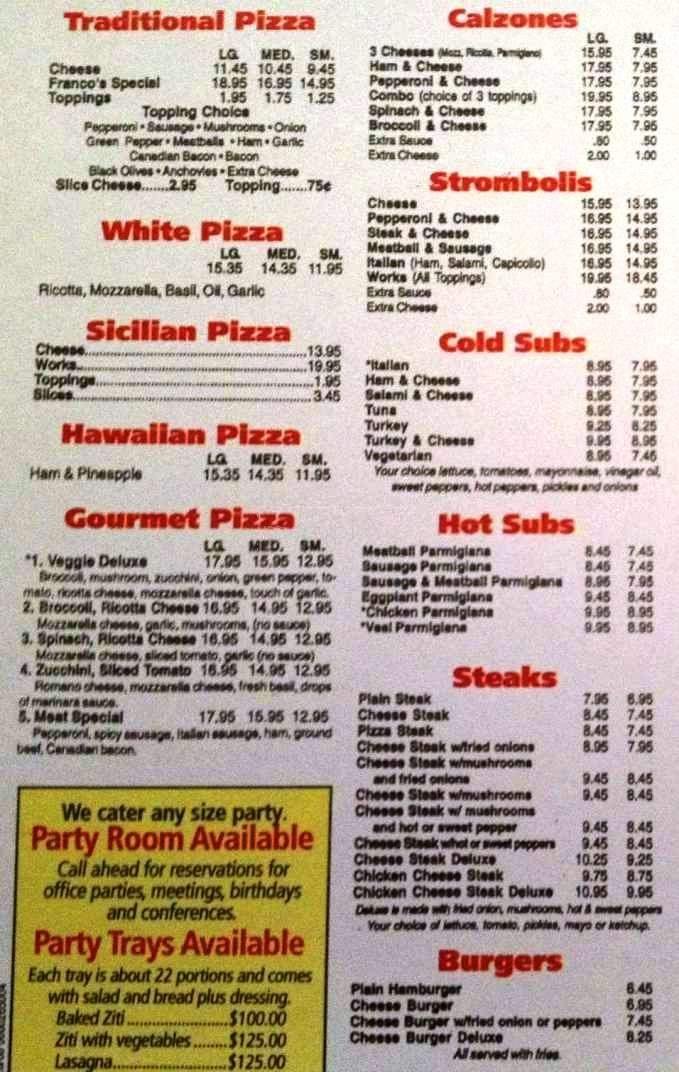 Traditional Pizza
LG. MED. SM.
Cheese 11.45 10.45 9.45
Franco's Special 18.95 16.95 14.95
Toppings 1.95 1.75 1.25
Topping Choice
Pepperoni • Sausage • Mushrooms • Onion
Green Pepper • Meatballs • Ham • Garlic
Canadian Bacon • Bacon
Black Olives • Anchovies • Extra Cheese
Slice Cheese.......2.95 Topping.......75¢
White Pizza
LG. MED. SM.
15.35 14.35 11.95
Ricotta, Mozzarella, Basil, Oil, Garlic
Sicilian Pizza
Cheese...13.95
Works...19.95
Toppings...1.95
Slices...3.45
Hawaiian Pizza
LG. MED. SM.
Ham & Pineapple 15.35 14.35 11.95
Gourmet Pizza
LG. MED. SM.
*1. Veggie Deluxe 17.95 15.95 12.95
Broccoli, mushroom, zucchini, onion, green pepper, to-
mato, ricotta cheese, mozzarella cheese, touch of garlic.
2. Broccoli, Ricotta Cheese 16.95 14.95 12.95
Mozzarella cheese, garlic, mushrooms, (no sauce)
3. Spinach, Ricotta Cheese 16.95 14.95 12.95
Mozzarella cheese, sliced tomato, garlic (no sauce)
4. Zucchini, Sliced Tomato 16.95 14.95 12.95
Romano cheese, mozzarella cheese, fresh basil, drops
of marinara sauce.
5. Meat Special 17.95 15.95 12.95
Pepperoni, spicy sausage, Italian sausage, ham, ground
beef, Canadian bacon.
We cater any size party.
Party Room Available
Call ahead for reservations for
office parties, meetings, birthdays
and conferences.
Party Trays Available
Each tray is about 22 portions and comes
with salad and bread plus dressing.
Baked Ziti...$100.00
Ziti with vegetables...$125.00
Lasagna...$125.00
Calzones
LG. SM.
3 Cheeses (Mozz, Ricotta, Parmigiano) 15.95 7.45
Ham & Cheese 17.95 7.95
Pepperoni & Cheese 17.95 7.95
Combo (choice of 3 toppings) 19.95 8.95
Spinach & Cheese 17.95 7.95
Broccoli & Cheese 17.95 7.95
Extra Sauce .80 .50
Extra Cheese 2.00 1.00
Strombolis
Cheese 15.95 13.95
Pepperoni & Cheese 16.95 14.95
Steak & Cheese 16.95 14.95
Meatball & Sausage 16.95 14.95
Italian (Ham, Salami, Capicollo) 16.95 14.95
Works (All Toppings) 19.95 18.45
Extra Sauce .80 .50
Extra Cheese 2.00 1.00
Cold Subs
*Italian 8.95 7.95
Ham & Cheese 8.95 7.95
Salami & Cheese 8.95 7.95
Tuna 8.95 7.95
Turkey 9.25 8.25
Turkey & Cheese 9.95 8.95
Vegetarian 8.95 7.45
Your choice lettuce, tomatoes, mayonnaise, vinegar oil,
sweet peppers, hot peppers, pickles and onions
Hot Subs
Meatball Parmigiana 8.45 7.45
Sausage Parmigiana 8.45 7.45
Sausage & Meatball Parmigiana 8.95 7.95
Eggplant Parmigiana 9.45 8.45
*Chicken Parmigiana 9.95 8.95
*Veal Parmigiana 9.95 8.95
Steaks
Plain Steak 7.95 6.95
Cheese Steak 8.45 7.45
Pizza Steak 8.45 7.45
Cheese Steak w/fried onions 8.95 7.95
Cheese Steak w/mushrooms
and fried onions 9.45 8.45
Cheese Steak w/mushrooms 9.45 8.45
Cheese Steak w/ mushrooms
and hot or sweet pepper 9.45 8.45
Cheese Steak w/hot or sweet peppers 9.45 8.45
Cheese Steak Deluxe 10.25 9.25
Chicken Cheese Steak 9.75 8.75
Chicken Cheese Steak Deluxe 10.95 9.95
Deluxe is made with fried onion, mushrooms, hot & sweet peppers
Your choice of lettuce, tomato, pickles, mayo or ketchup.
Burgers
Plain Hamburger 6.45
Cheese Burger 6.95
Cheese Burger w/fried onion or peppers 7.45
Cheese Burger Deluxe 8.25
All served with fries.